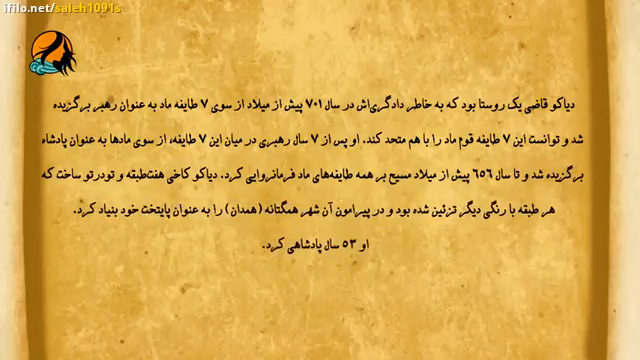 ifilo.net/saleh1091s
دیاکو قاضی یک روستا بود که به خاطر دادگری‌اش در سال ۷۰۱ پیش از میلاد از سوی ۷ طایفه ماد به عنوان رهبر برگزیده
شد و توانست این ۷ طایفه قوم ماد را با هم متحد کند. او پس از ۷ سال رهبری در میان این ۷ طایفه، از سوی مادها به عنوان پادشاه
برگزیده شد و تا سال ۶۵۶ پیش از میلاد مسیح بر همه طایفه‌های ماد فرمانروایی کرد. دیاکو کاخی هفت‌طبقه و تودرتو ساخت که
هر طبقه با رنگی دیگر تزئین شده بود و در پیرامون آن شهر همگتانه (همدان) را به عنوان پایتخت خود بنیاد کرد.
او ۵۳ سال پادشاهی کرد.